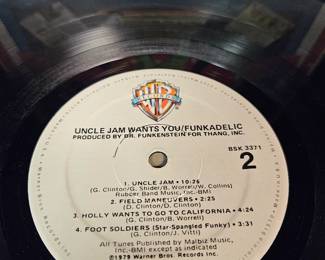 UNCLE JAM WANTS YOU/FUNKADELIC
PRODUCED BY DR. FUNKENSTEIN FOR THANG, INC.
BSK 3371
2
1. UNCLE JAM • 10:26
(G. Clinton/G. Shider/B. Worrell/W. Collins)
Rubber Band Music, Inc.-BMI
2. FIELD MANEUVERS • 2:25
(D. Clinton/G. Clinton)
3. HOLLY WANTS TO GO TO CALIFORNIA • 4:24
(G. Clinton/B. Worrell)
4. FOOT SOLDIERS (Star-Spangled Funky) • 3:31
(G. Clinton/J. Vitti)
All Tunes Published by Malbiz Music,
Inc.-BMI except as indicated
©1979 Warner Bros. Records Inc.